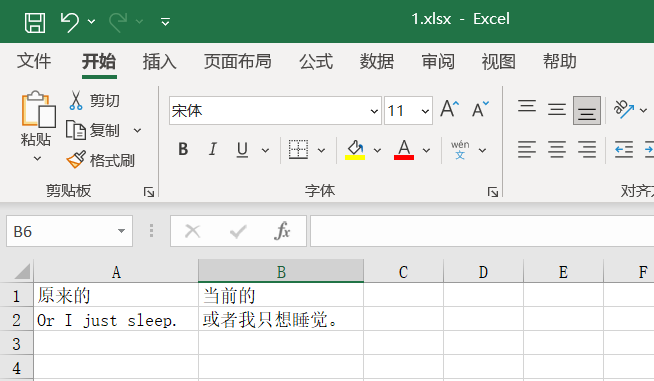 1.xlsx - Excel
文件 开始 插入 页面布局 公式 数据 审阅 视图 帮助
粘贴
剪切
复制
格式刷
剪贴板
宋体 11 A A
B I U A wén 文
字体
ab
对齐方
B6 fx
A B C D E F
1 原来的 当前的
2 Or I just sleep. 或者我只想睡觉。
3
4